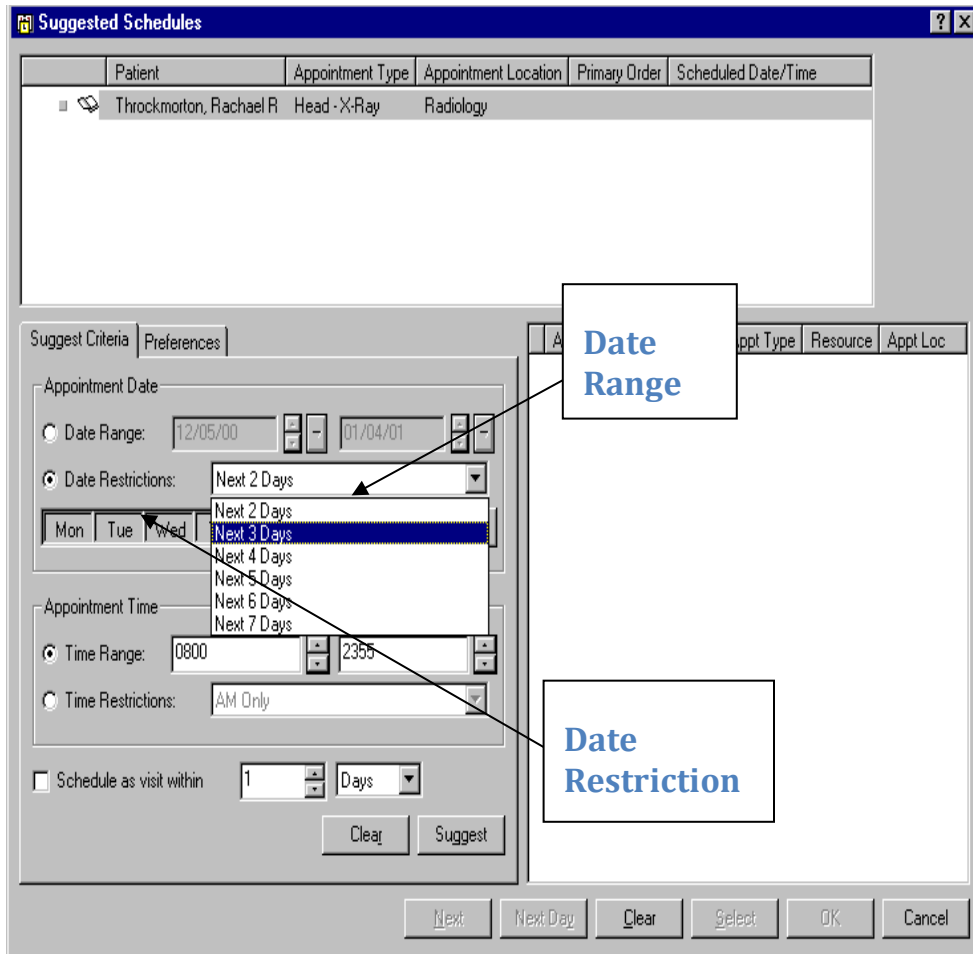 Suggested Schedules
Patient Appointment Type Appointment Location Primary Order Scheduled Date/Time
Throckmorton, Rachael R Head - X-Ray Radiology
Suggest Criteria Preferences
Appointment Date
Date Range: 12/05/00 01/04/01
Date Restrictions: Next 2 Days
Mon Tue Wed
Next 2 Days
Next 3 Days
Next 4 Days
Next 5 Days
Next 6 Days
Next 7 Days
Appointment Time
Time Range: 0800 2355
Time Restrictions: AM Only
Schedule as visit within 1 Days
Clear Suggest
Type Resource Appt Loc
Date
Range
Date
Restriction
Next Next Day Clear Select OK Cancel